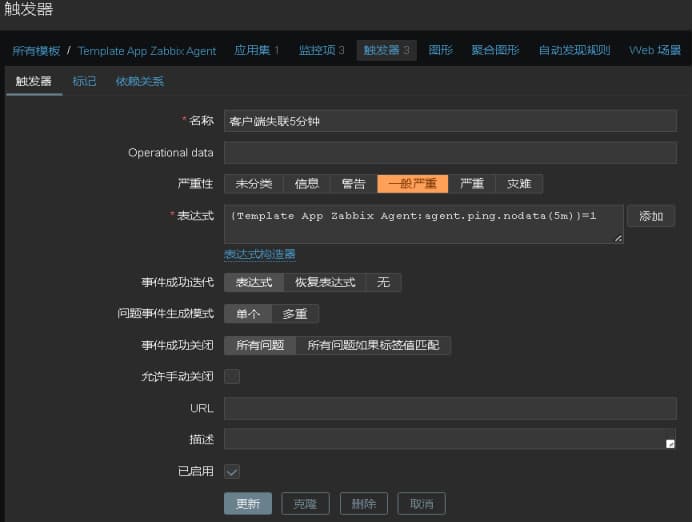 触发器
所有模板 / Template App Zabbix Agent 应用集 1 监控项 3 触发器 3 图形 聚合图形 自动发现规则 Web 场景
触发器 标记 依赖关系
* 名称 客户端失联5分钟
Operational data
严重性 未分类 信息 警告 一般严重 严重 灾难
* 表达式 {Template App Zabbix Agent:agent.ping.nodata(5m)}=1 添加
表达式构造器
事件成功迭代 表达式 恢复表达式 无
问题事件生成模式 单个 多重
事件成功关闭 所有问题 所有问题如果标签值匹配
允许手动关闭
URL
描述
已启用
更新 克隆 删除 取消